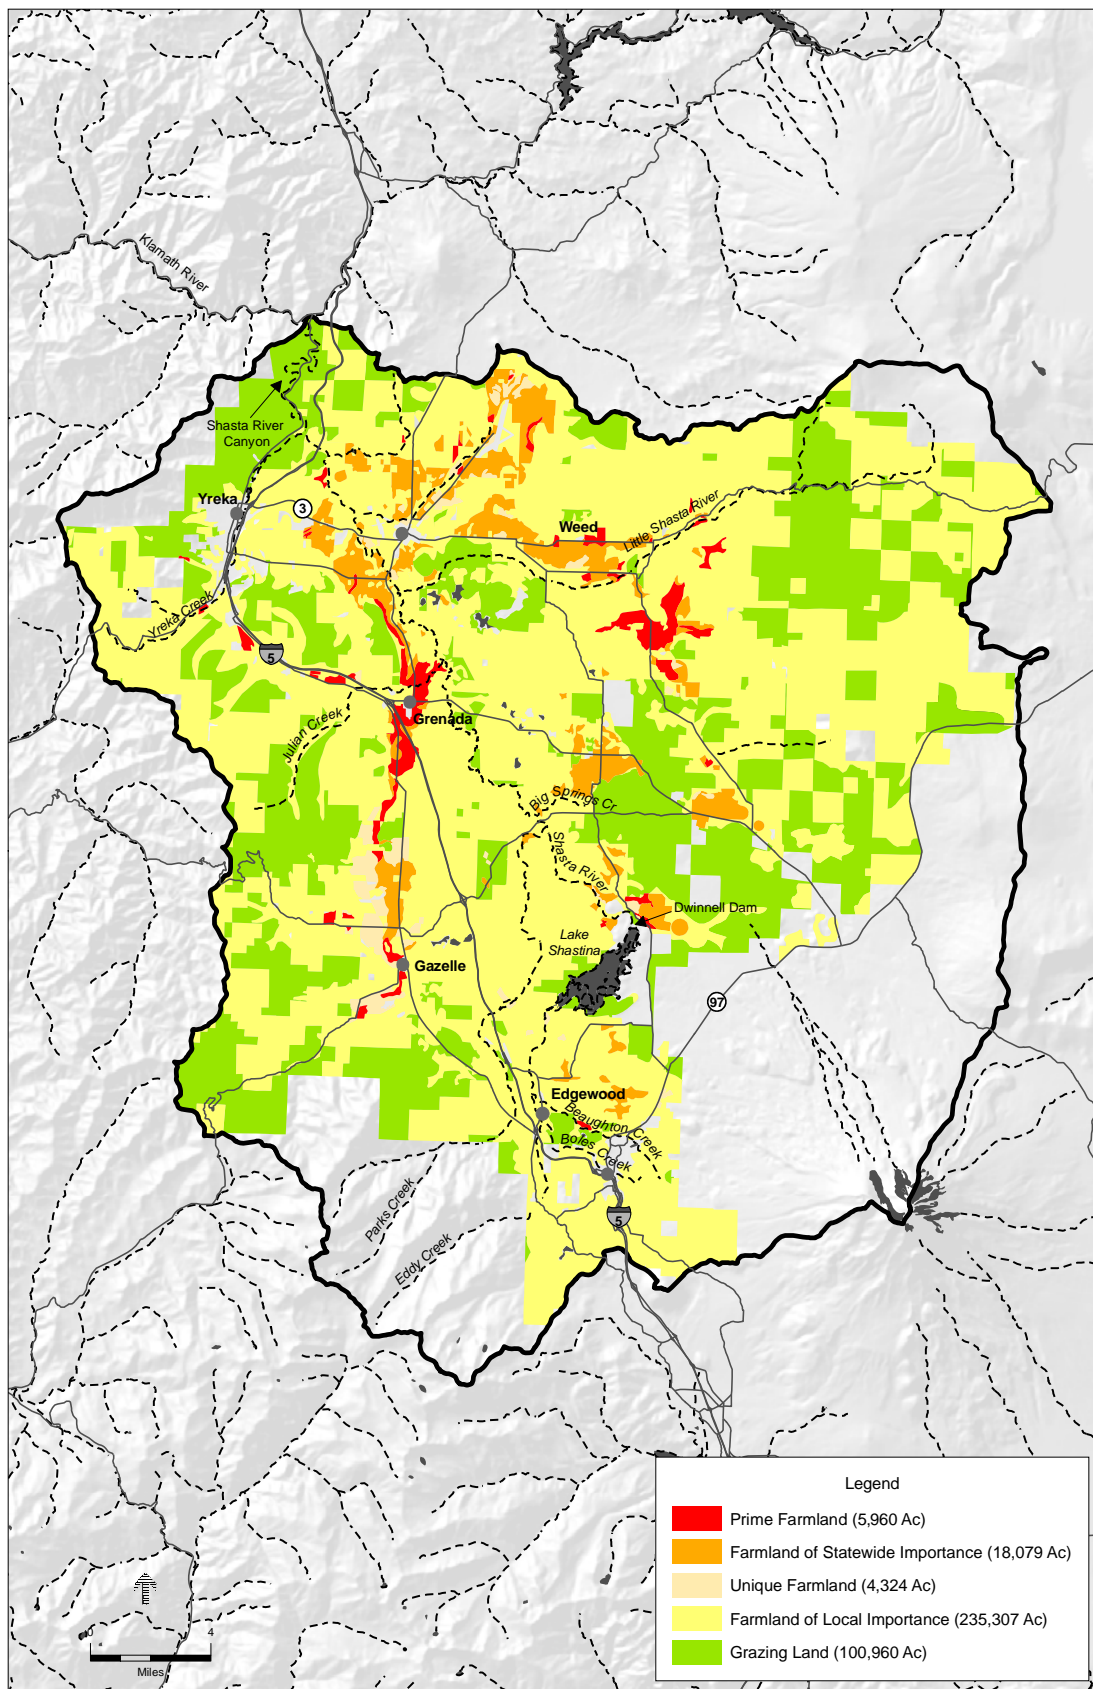 Klamath River
Shasta River
Canyon
Yreka
3
Weed
Little Shasta River
Yreka Creek
5
Grenada
Julian Creek
Big Springs Cr
Shasta River
Dwinnell Dam
Lake
Shastina
Gazelle
97
Edgewood
Beaughton Creek
Boles Creek
Parks Creek
Eddy Creek
5
Legend
Prime Farmland (5,960 Ac)
Farmland of Statewide Importance (18,079 Ac)
Unique Farmland (4,324 Ac)
Farmland of Local Importance (235,307 Ac)
Grazing Land (100,960 Ac)
0 4
Miles